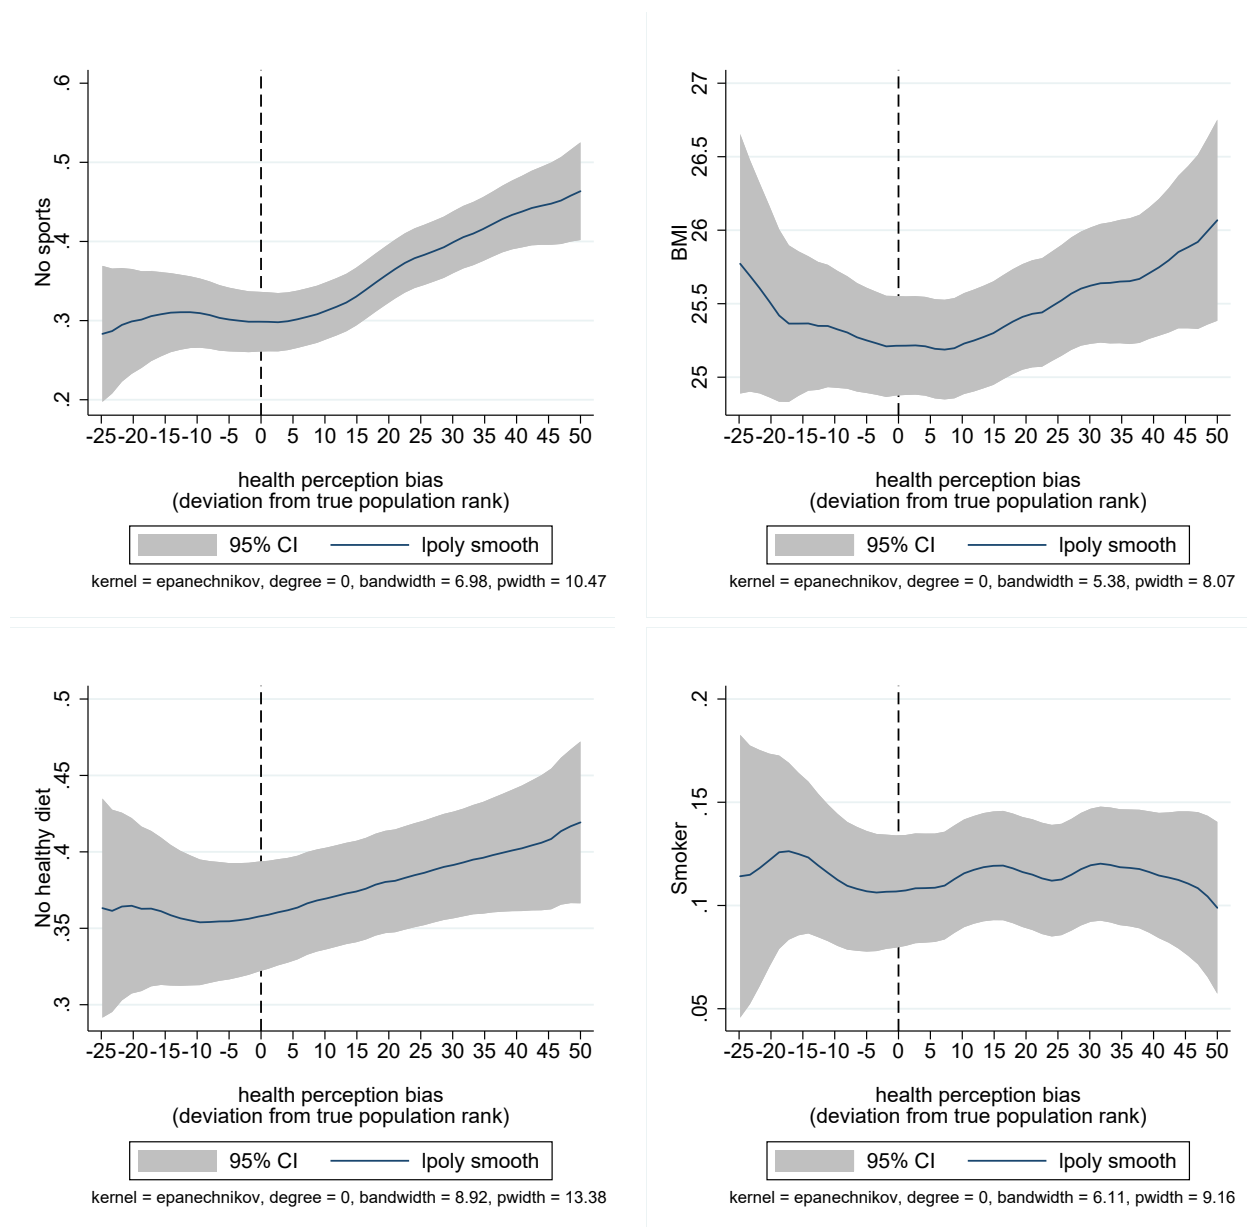 No sports
.6
.5
.4
.3
.2
-25 -20 -15 -10 -5 0 5 10 15 20 25 30 35 40 45 50
health perception bias
(deviation from true population rank)
95% CI lpoly smooth
kernel = epanechnikov, degree = 0, bandwidth = 6.98, pwidth = 10.47
BMI
27
26.5
26
25.5
25
-25 -20 -15 -10 -5 0 5 10 15 20 25 30 35 40 45 50
health perception bias
(deviation from true population rank)
95% CI lpoly smooth
kernel = epanechnikov, degree = 0, bandwidth = 5.38, pwidth = 8.07
No healthy diet
.5
.45
.4
.35
.3
-25 -20 -15 -10 -5 0 5 10 15 20 25 30 35 40 45 50
health perception bias
(deviation from true population rank)
95% CI lpoly smooth
kernel = epanechnikov, degree = 0, bandwidth = 8.92, pwidth = 13.38
Smoker
.2
.15
.1
.05
-25 -20 -15 -10 -5 0 5 10 15 20 25 30 35 40 45 50
health perception bias
(deviation from true population rank)
95% CI lpoly smooth
kernel = epanechnikov, degree = 0, bandwidth = 6.11, pwidth = 9.16